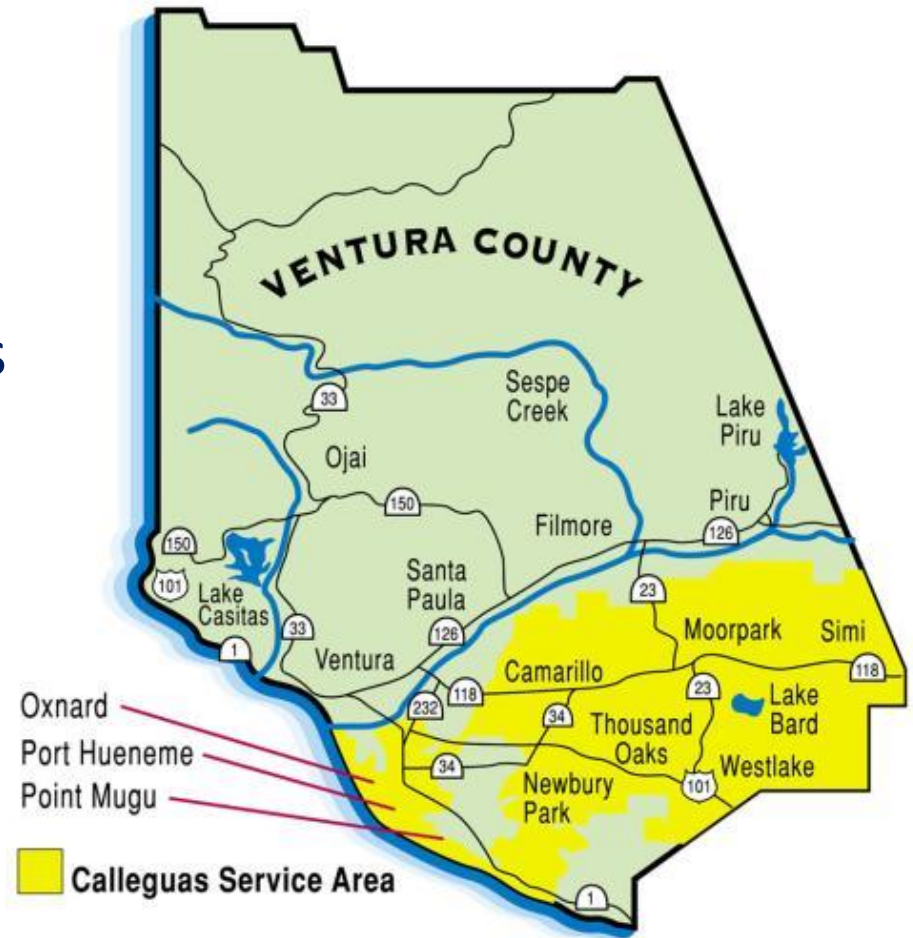 VENTURA COUNTY
s
33
Sespe
Creek
Lake
Piru
Ojai
150
Filmore
Piru
126
150
101
Lake
Casitas
Santa
Paula
23
33
126
Moorpark
Simi
1
Ventura
118
Camarillo
23
118
232
34
Thousand
Oaks
Lake
Bard
Oxnard
Port Hueneme
34
Newbury
Park
101
Westlake
Point Mugu
1
Calleguas Service Area